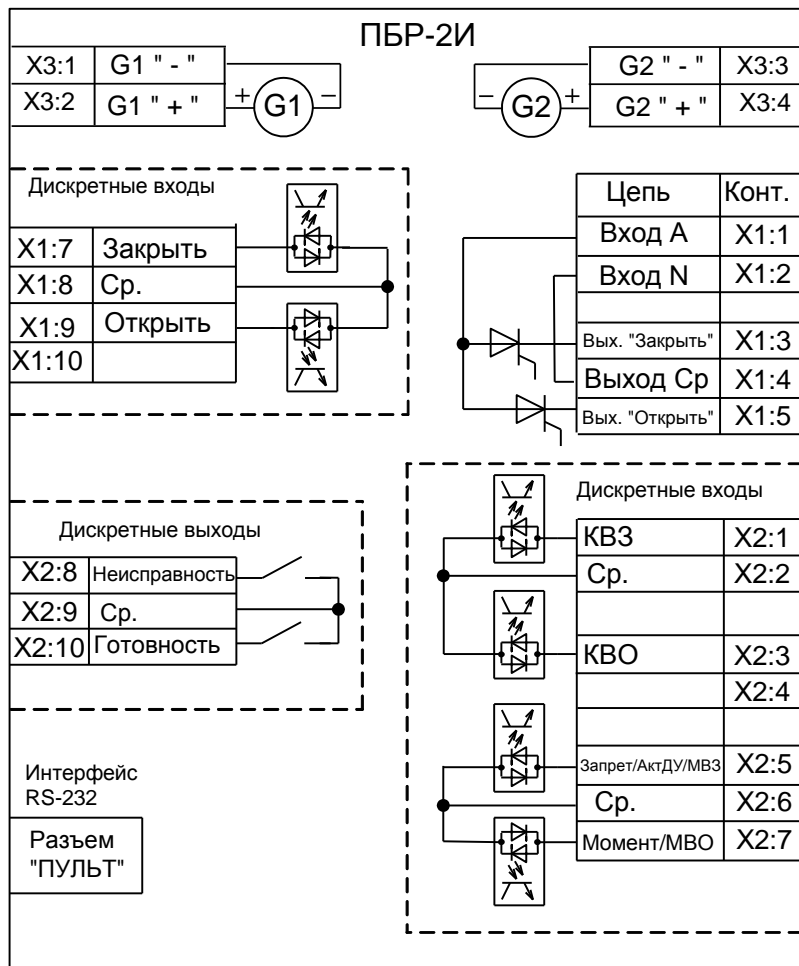 ПБР-2И
X3:1 G1 " - "
X3:2 G1 " + "
+ G1 −
G2 " - " X3:3
G2 " + " X3:4
− G2 +
Дискретные входы
X1:7 Закрыть
X1:8 Ср.
X1:9 Открыть
X1:10
Цепь Конт.
Вход А X1:1
Вход N X1:2
Вых. "Закрыть" X1:3
Выход Ср X1:4
Вых. "Открыть" X1:5
Дискретные выходы
X2:8 Неисправность
X2:9 Ср.
X2:10 Готовность
Дискретные входы
КВЗ X2:1
Ср. X2:2
КВО X2:3
X2:4
Запрет/АктДУ/МВЗ X2:5
Ср. X2:6
Момент/МВО X2:7
Интерфейс
RS-232
Разъем
"ПУЛЬТ"